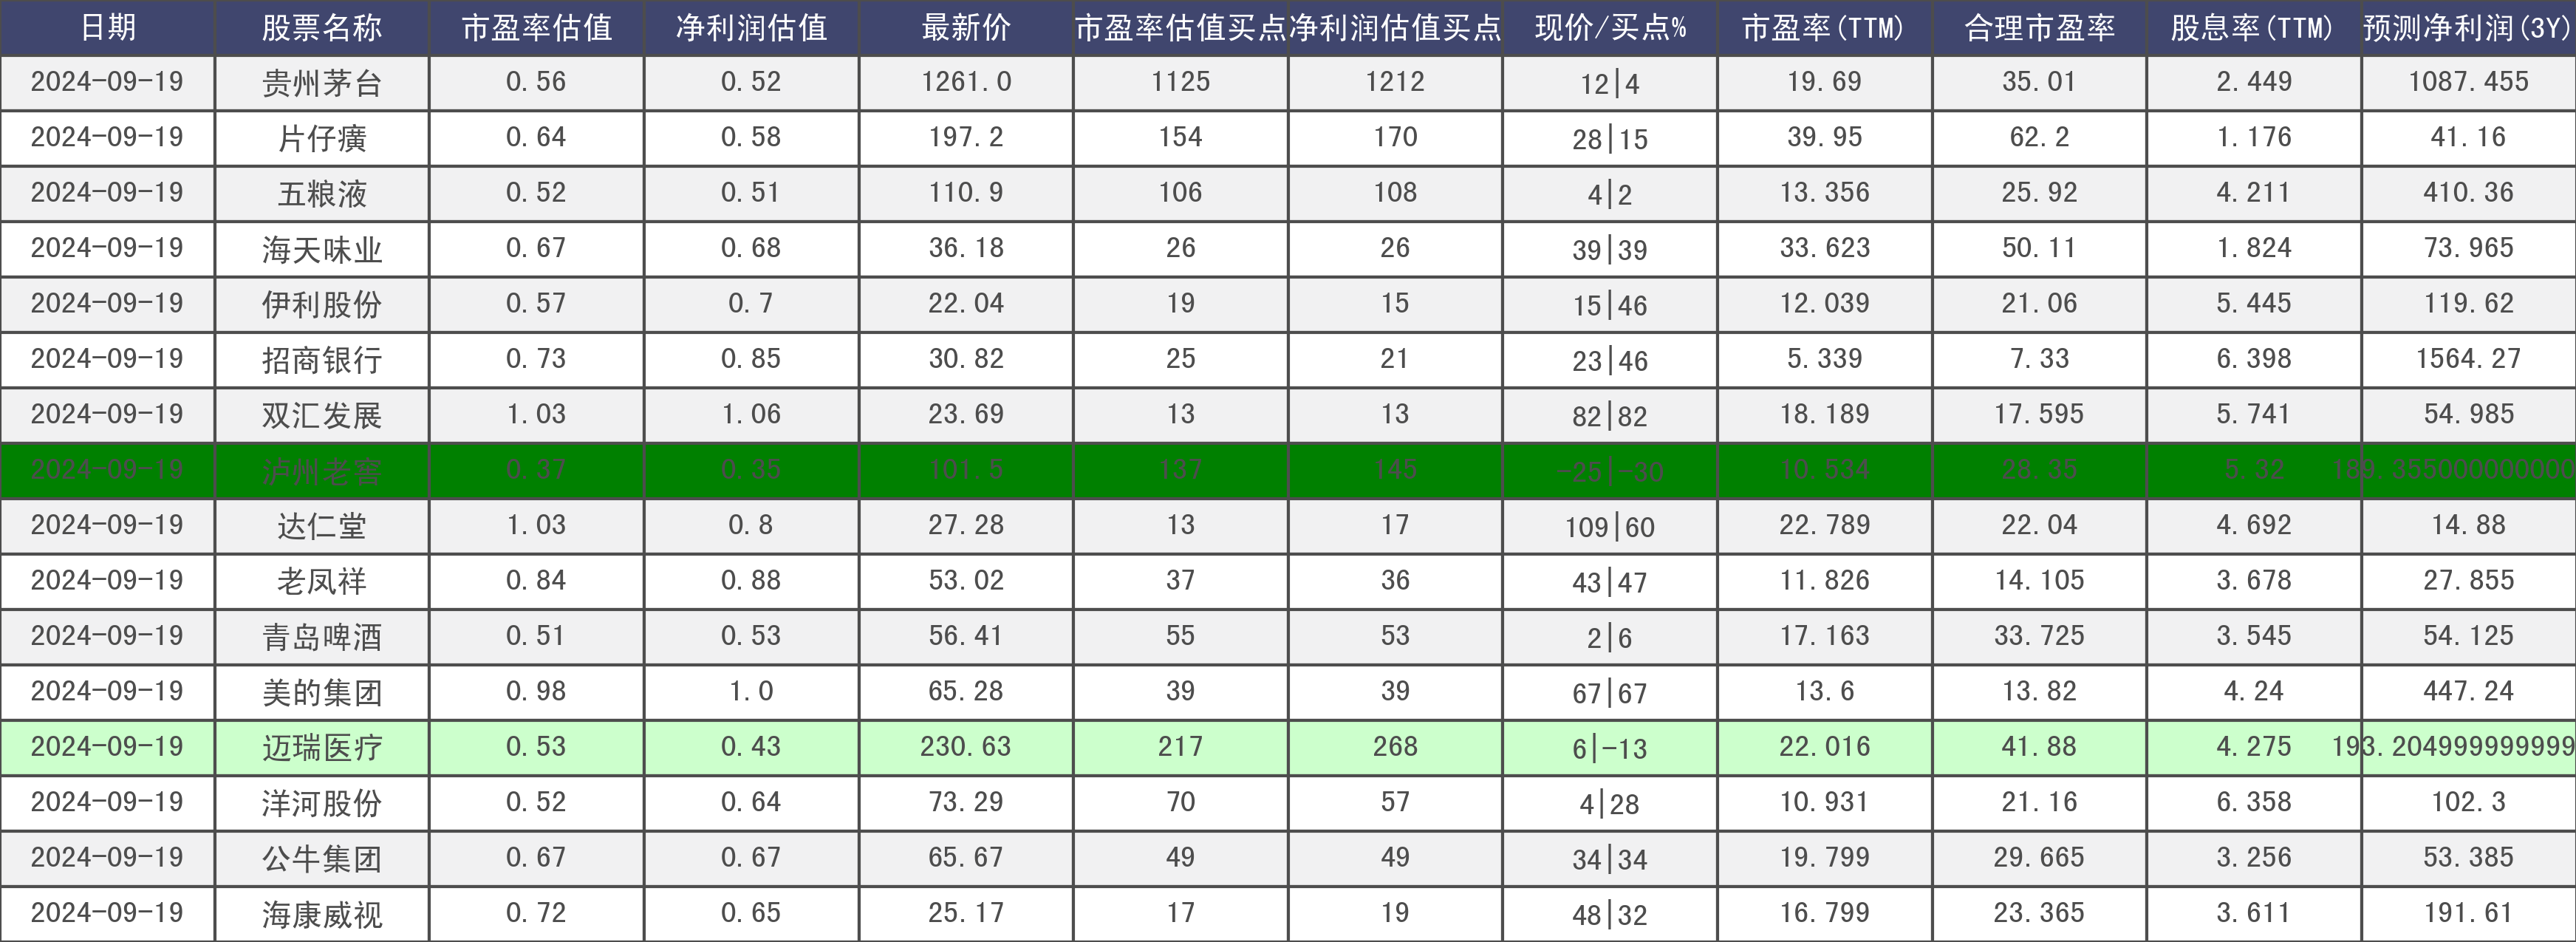 日期 股票名称 市盈率估值 净利润估值 最新价 市盈率估值买点 净利润估值买点 现价/买点% 市盈率(TTM) 合理市盈率 股息率(TTM) 预测净利润(3Y)
2024-09-19 贵州茅台 0.56 0.52 1261.0 1125 1212 12|4 19.69 35.01 2.449 1087.455
2024-09-19 片仔癀 0.64 0.58 197.2 154 170 28|15 39.95 62.2 1.176 41.16
2024-09-19 五粮液 0.52 0.51 110.9 106 108 4|2 13.356 25.92 4.211 410.36
2024-09-19 海天味业 0.67 0.68 36.18 26 26 39|39 33.623 50.11 1.824 73.965
2024-09-19 伊利股份 0.57 0.7 22.04 19 15 15|46 12.039 21.06 5.445 119.62
2024-09-19 招商银行 0.73 0.85 30.82 25 21 23|46 5.339 7.33 6.398 1564.27
2024-09-19 双汇发展 1.03 1.06 23.69 13 13 82|82 18.189 17.595 5.741 54.985
2024-09-19 泸州老窖 0.37 0.35 101.5 137 145 -25|-30 10.534 28.35 5.32 180.355000000000
2024-09-19 达仁堂 1.03 0.8 27.28 13 17 109|60 22.789 22.04 4.692 14.88
2024-09-19 老凤祥 0.84 0.88 53.02 37 36 43|47 11.826 14.105 3.678 27.855
2024-09-19 青岛啤酒 0.51 0.53 56.41 55 53 2|6 17.163 33.725 3.545 54.125
2024-09-19 美的集团 0.98 1.0 65.28 39 39 67|67 13.6 13.82 4.24 447.24
2024-09-19 迈瑞医疗 0.53 0.43 230.63 217 268 6|-13 22.016 41.88 4.275 193.204999999999
2024-09-19 洋河股份 0.52 0.64 73.29 70 57 4|28 10.931 21.16 6.358 102.3
2024-09-19 公牛集团 0.67 0.67 65.67 49 49 34|34 19.799 29.665 3.256 53.385
2024-09-19 海康威视 0.72 0.65 25.17 17 19 48|32 16.799 23.365 3.611 191.61